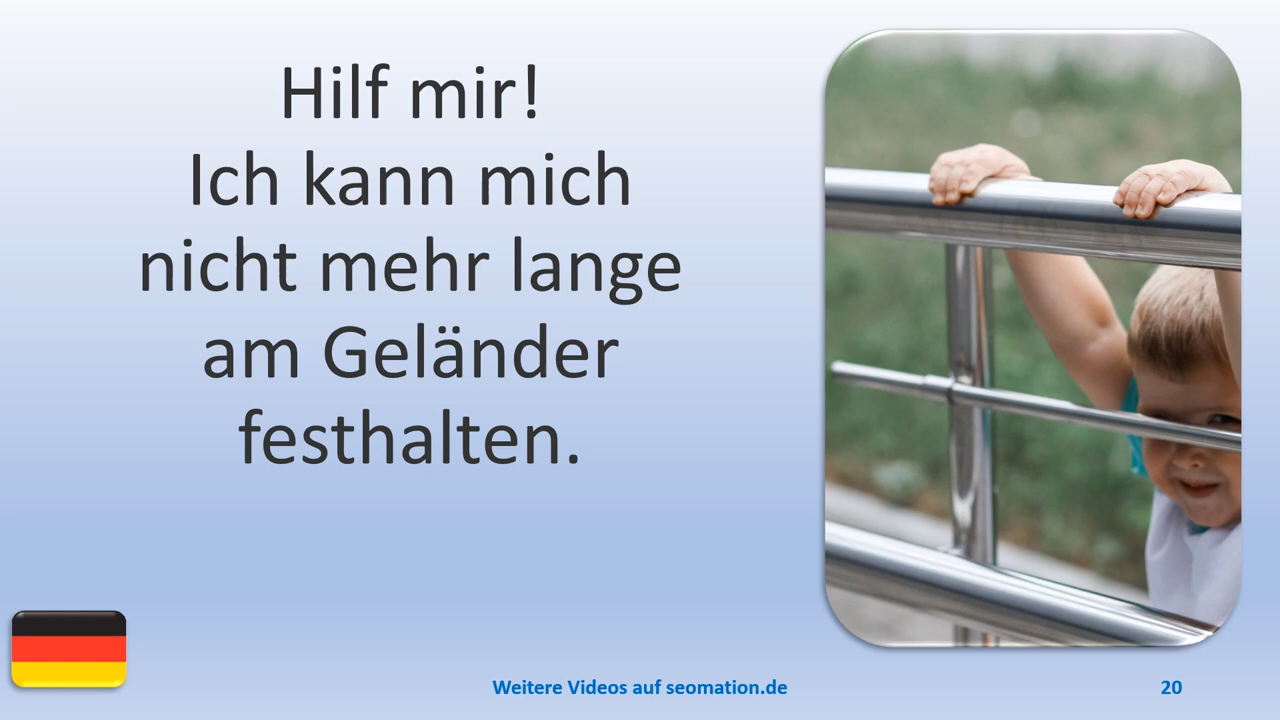 Hilf mir!
Ich kann mich
nicht mehr lange
am Geländer
festhalten.
Weitere Videos auf seomation.de
20